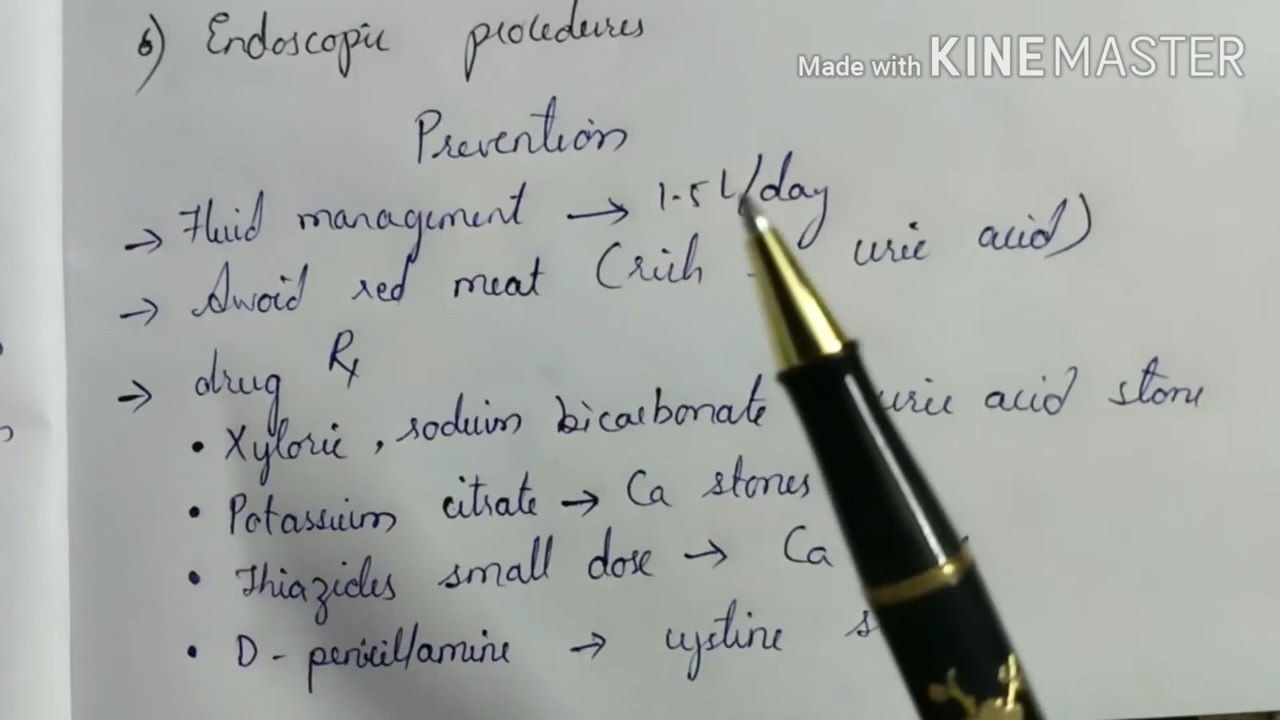 6) Endoscopic procedures
Made with KINEMASTER
Prevention
→ Fluid management → 1.5 L/day
→ Avoid red meat (rich uric acid)
→ drug Rx
• Xyloric, sodium bicarbonate uric acid stone
• Potassium citrate → Ca stones
• Thiazides small dose → Ca
• D-penicillamine → cystine s